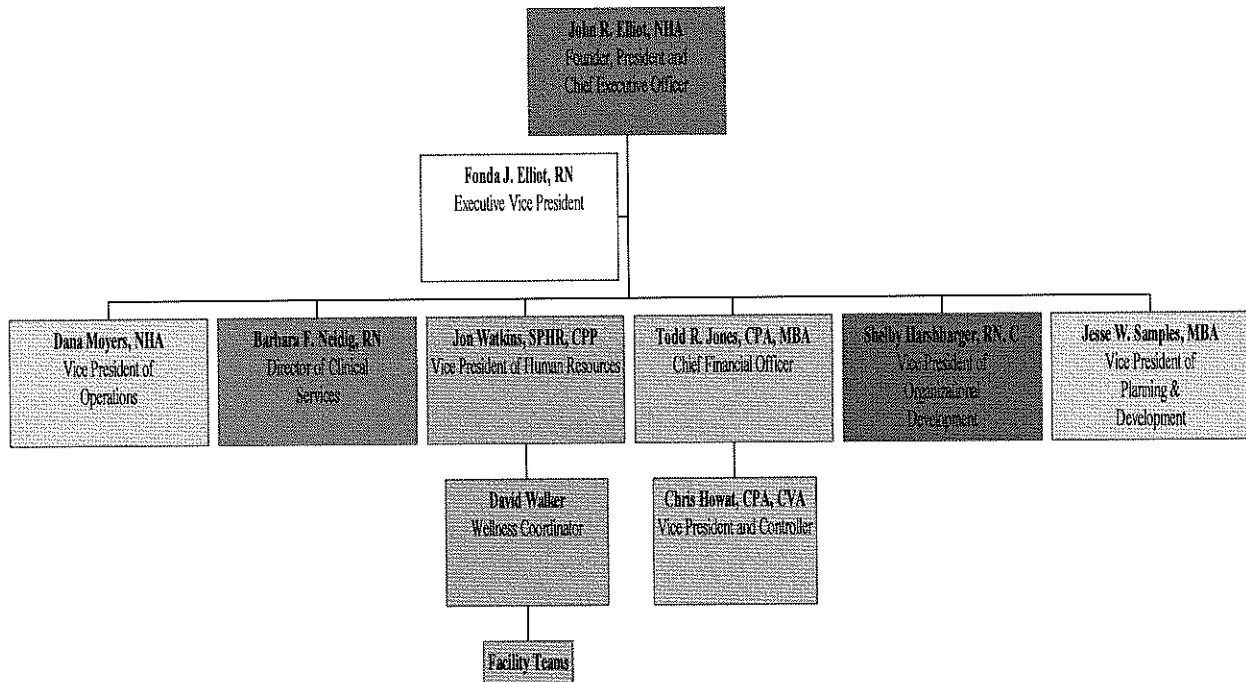 John R. Elliot, NHA
Founder, President and
Chief Executive Officer
Fonda J. Elliot, RN
Executive Vice President
Dana Moyers, NHA
Vice President of
Operations
Barbara F. Neidig, RN
Director of Clinical
Services
Jon Watkins, SPHR, CPP
Vice President of Human Resources
Todd R. Jones, CPA, MBA
Chief Financial Officer
Shelby Harshbarger, RN. C
Vice President of
Organizational
Development
Jesse W. Samples, MBA
Vice President of
Planning &
Development
David Walker
Wellness Coordinator
Chris Howat, CPA, CVA
Vice President and Controller
Facility Teams